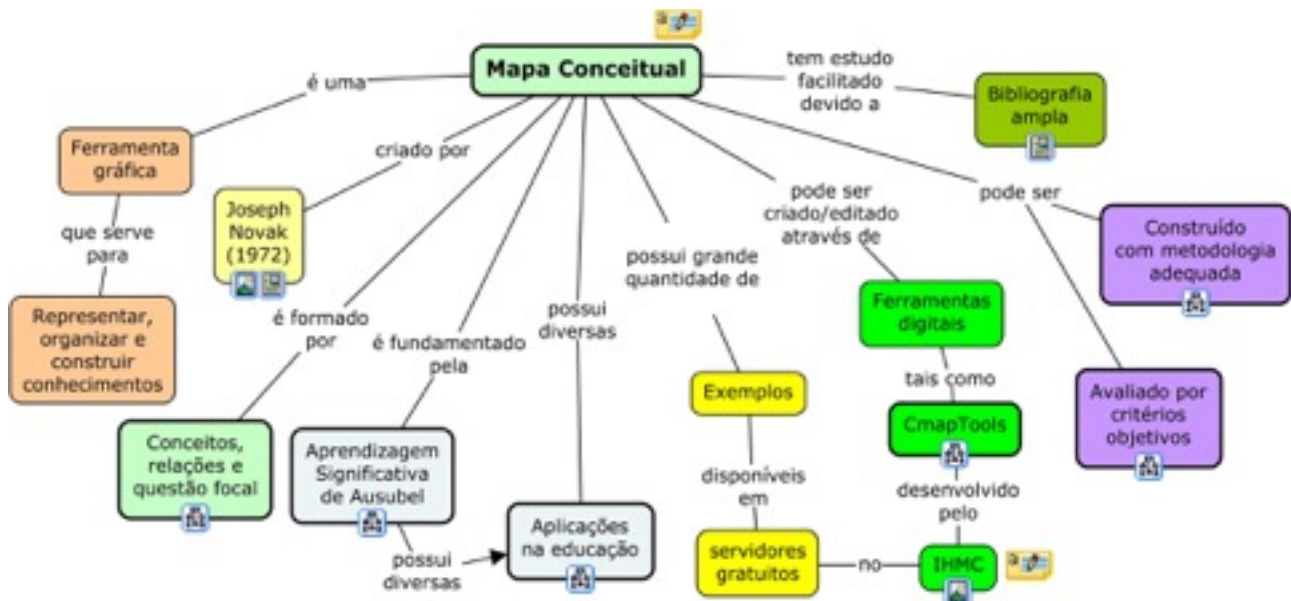 Mapa Conceitual
é uma
Ferramenta
gráfica
que serve
para
Representar,
organizar e
construir
conhecimentos
criado por
Joseph
Novak
(1972)
é formado
por
Conceitos,
relações e
questão focal
é fundamentado
pela
Aprendizagem
Significativa
de Ausubel
possui
diversas
possui
diversas
Aplicações
na educação
possui grande
quantidade de
Exemplos
disponíveis
em
servidores
gratuitos
no
pode ser
criado/editado
através de
Ferramentas
digitais
tais como
CmapTools
desenvolvido
pelo
IHMC
tem estudo
facilitado
devido a
Bibliografia
ampla
pode ser
Construído
com metodologia
adequada
Avaliado por
critérios
objetivos